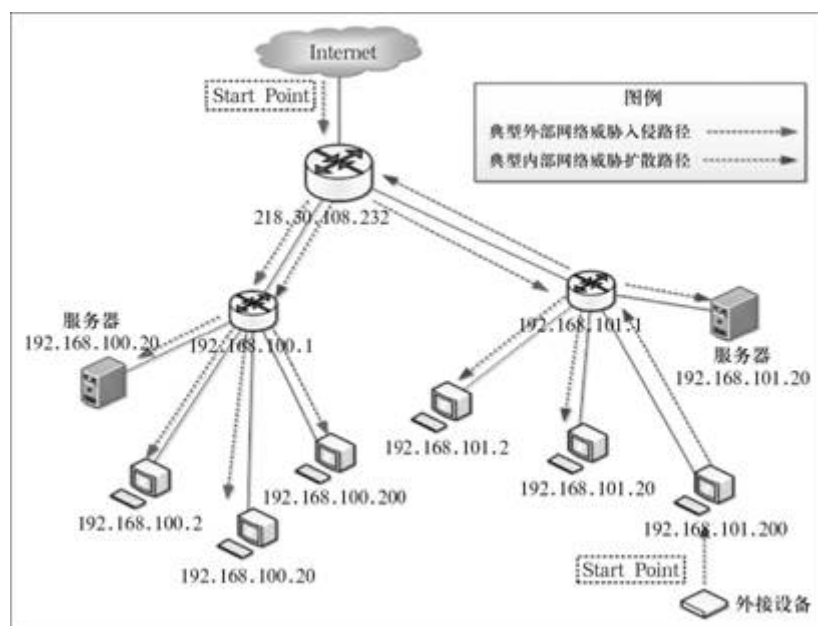 Internet
Start Point
图例
典型外部网络威胁入侵路径
典型内部网络威胁扩散路径
218.30.108.232
服务器
192.168.100.20
192.168.100.1
192.168.101.1
服务器
192.168.101.20
192.168.101.2
192.168.101.20
192.168.100.200
192.168.100.2
192.168.101.200
192.168.100.20
Start Point
外接设备